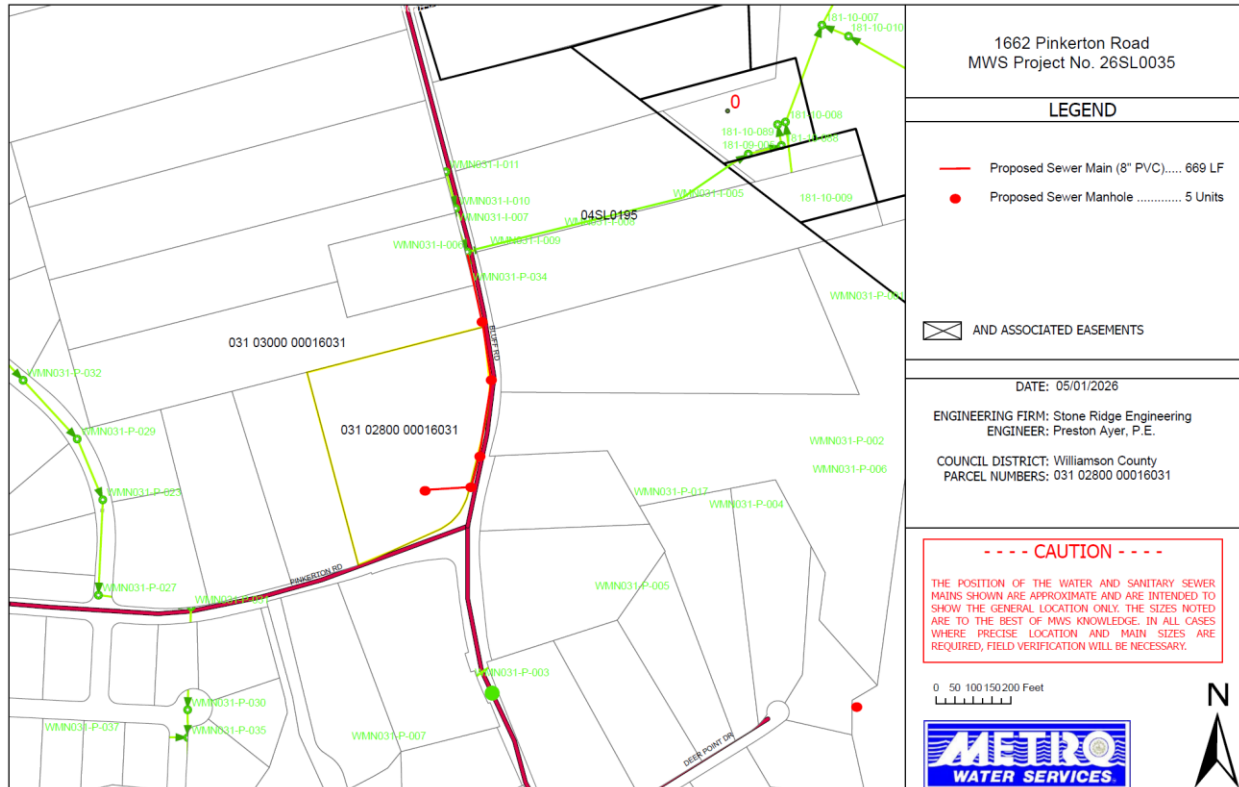 181-10-007
181-10-010
0
181-10-008
181-10-089
WMN031-I-011
WMN031-I-010
WMN031-I-007
WMN031-I-005
181-10-009
04SL0195
WMN031-I-006
WMN031-I-009
WMN031-P-034
BLUFF RD
031 03000 00016031
WMN031-P-032
031 02800 00016031
WMN031-P-029
WMN031-P-002
WMN031-P-006
WMN031-P-023
WMN031-P-017
WMN031-P-004
PINKERTON RD
WMN031-P-005
WMN031-P-027
WMN031-P-003
WMN031-P-030
WMN031-P-037
WMN031-P-035
WMN031-P-007
DEER POINT DR
1662 Pinkerton Road
MWS Project No. 26SL0035
LEGEND
Proposed Sewer Main (8" PVC)..... 669 LF
Proposed Sewer Manhole ............ 5 Units
AND ASSOCIATED EASEMENTS
DATE: 05/01/2026
ENGINEERING FIRM: Stone Ridge Engineering
ENGINEER: Preston Ayer, P.E.
COUNCIL DISTRICT: Williamson County
PARCEL NUMBERS: 031 02800 00016031
- - - - CAUTION - - - -
THE POSITION OF THE WATER AND SANITARY SEWER
MAINS SHOWN ARE APPROXIMATE AND ARE INTENDED TO
SHOW THE GENERAL LOCATION ONLY. THE SIZES NOTED
ARE TO THE BEST OF MWS KNOWLEDGE. IN ALL CASES
WHERE PRECISE LOCATION AND MAIN SIZES ARE
REQUIRED, FIELD VERIFICATION WILL BE NECESSARY.
0 50 100 150 200 Feet
N
METRO
WATER SERVICES